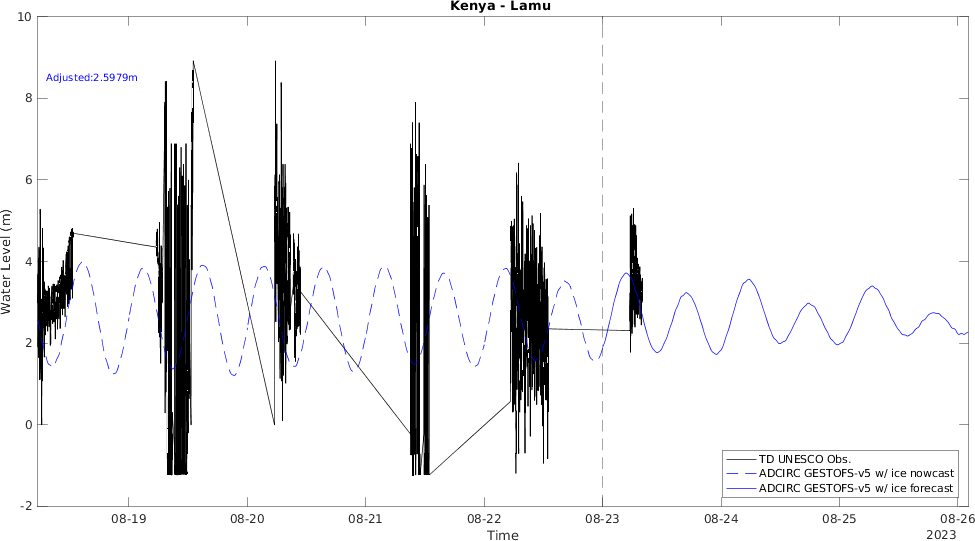 Kenya - Lamu
10
8
6
4
2
0
-2
Water Level (m)
Adjusted:2.5979m
TD UNESCO Obs.
ADCIRC GESTOFS-v5 w/ ice nowcast
ADCIRC GESTOFS-v5 w/ ice forecast
08-19 08-20 08-21 08-22 08-23 08-24 08-25 08-26
Time
2023